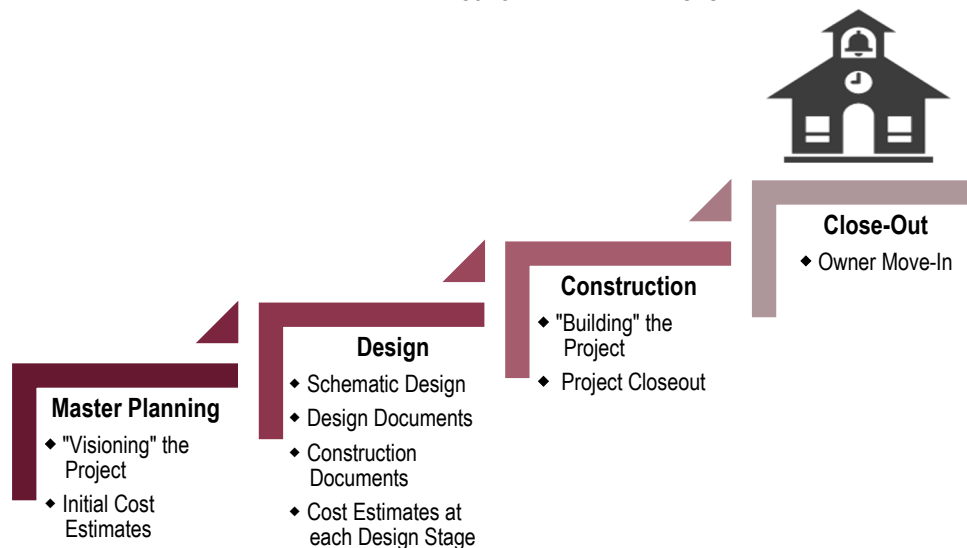 Master Planning
◆ "Visioning" the
Project
◆ Initial Cost
Estimates
Design
◆ Schematic Design
◆ Design Documents
◆ Construction
Documents
◆ Cost Estimates at
each Design Stage
Construction
◆ "Building" the
Project
◆ Project Closeout
Close-Out
◆ Owner Move-In